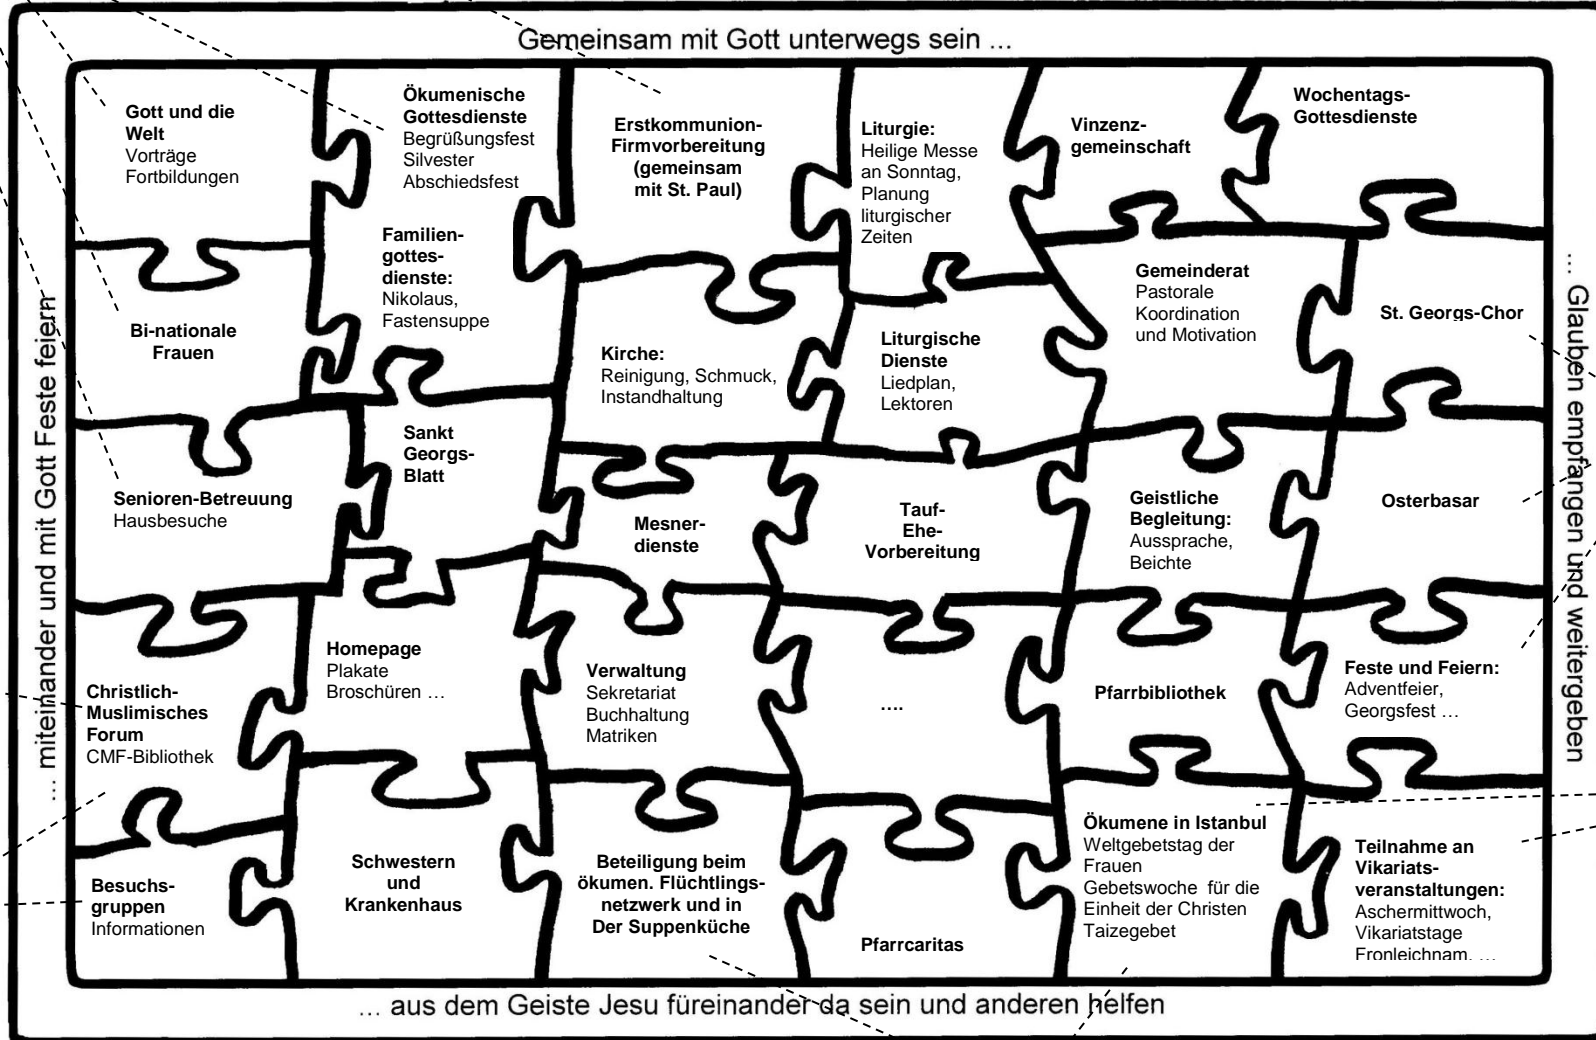 Gemeinsam mit Gott unterwegs sein ...
Gott und die
Welt
Vorträge
Fortbildungen
Ökumenische
Gottesdienste
Begrüßungsfest
Silvester
Abschiedsfest
Familien-
gottes-
dienste:
Nikolaus,
Fastensuppe
Erstkommunion-
Firmvorbereitung
(gemeinsam
mit St. Paul)
Liturgie:
Heilige Messe
an Sonntag,
Planung
liturgischer
Zeiten
Vinzenz-
gemeinschaft
Wochentags-
Gottesdienste
Bi-nationale
Frauen
Kirche:
Reinigung, Schmuck,
Instandhaltung
Liturgische
Dienste
Liedplan,
Lektoren
Gemeinderat
Pastorale
Koordination
und Motivation
St. Georgs-Chor
Senioren-Betreuung
Hausbesuche
Sankt
Georgs-
Blatt
Mesner-
dienste
Tauf-
Ehe-
Vorbereitung
Geistliche
Begleitung:
Aussprache,
Beichte
Osterbasar
Christlich-
Muslimisches
Forum
CMF-Bibliothek
Homepage
Plakate
Broschüren ...
Verwaltung
Sekretariat
Buchhaltung
Matriken
....
Pfarrbibliothek
Feste und Feiern:
Adventfeier,
Georgsfest ...
Besuchs-
gruppen
Informationen
Schwestern
und
Krankenhaus
Beteiligung beim
ökumen. Flüchtlings-
netzwerk und in
Der Suppenküche
Pfarrcaritas
Ökumene in Istanbul
Weltgebetstag der
Frauen
Gebetswoche für die
Einheit der Christen
Taizegebet
Teilnahme an
Vikariats-
veranstaltungen:
Aschermittwoch,
Vikariatstage
Fronleichnam, ...
... miteinander und mit Gott Feste feiern
... Glauben empfangen und weitergeben
... aus dem Geiste Jesu füreinander da sein und anderen helfen